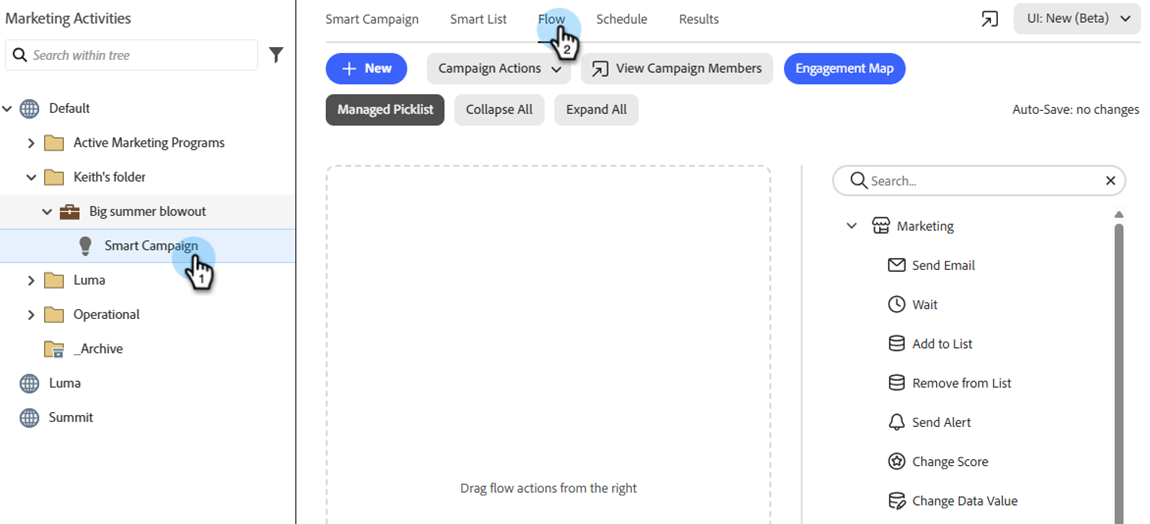 Marketing Activities
Search within tree
Default
Active Marketing Programs
Keith's folder
Big summer blowout
Smart Campaign
1
Luma
Operational
_Archive
Luma
Summit
Smart Campaign Smart List Flow Schedule Results UI: New (Beta)
2
+ New Campaign Actions View Campaign Members Engagement Map
Managed Picklist Collapse All Expand All Auto-Save: no changes
Drag flow actions from the right
Search...
Marketing
Send Email
Wait
Add to List
Remove from List
Send Alert
Change Score
Change Data Value